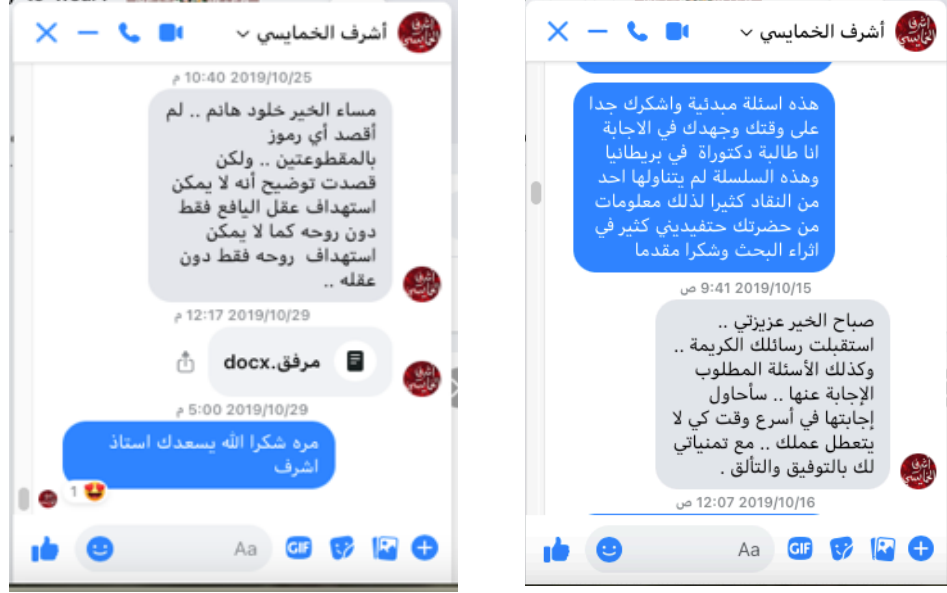 أشرف الخمايسي
2019/10/25 10:40 م
مساء الخير خلود هانم .. لم
أقصد أي رموز
بالمقطوعتين .. ولكن
قصدت توضيح أنه لا يمكن
استهداف عقل اليافع فقط
دون روحه كما لا يمكن
استهداف روحه فقط دون
عقله ..
2019/10/29 12:17 م
مرفق.docx
2019/10/29 5:00 م
مره شكرا الله يسعدك استاذ
اشرف
1
Aa
GIF
أشرف الخمايسي
هذه اسئلة مبدئية واشكرك جدا
على وقتك وجهدك في الاجابة
انا طالبة دكتوراة في بريطانيا
وهذه السلسلة لم يتناولها احد
من النقاد كثيرا لذلك معلومات
من حضرتك حتفيديني كثير في
اثراء البحث وشكرا مقدما
2019/10/15 9:41 ص
صباح الخير عزيزتي ..
استقبلت رسائلك الكريمة ..
وكذلك الأسئلة المطلوب
الإجابة عنها .. سأحاول
إجابتها في أسرع وقت كي لا
يتعطل عملك .. مع تمنياتي
لك بالتوفيق والتألق .
2019/10/16 12:07 ص
Aa
GIF